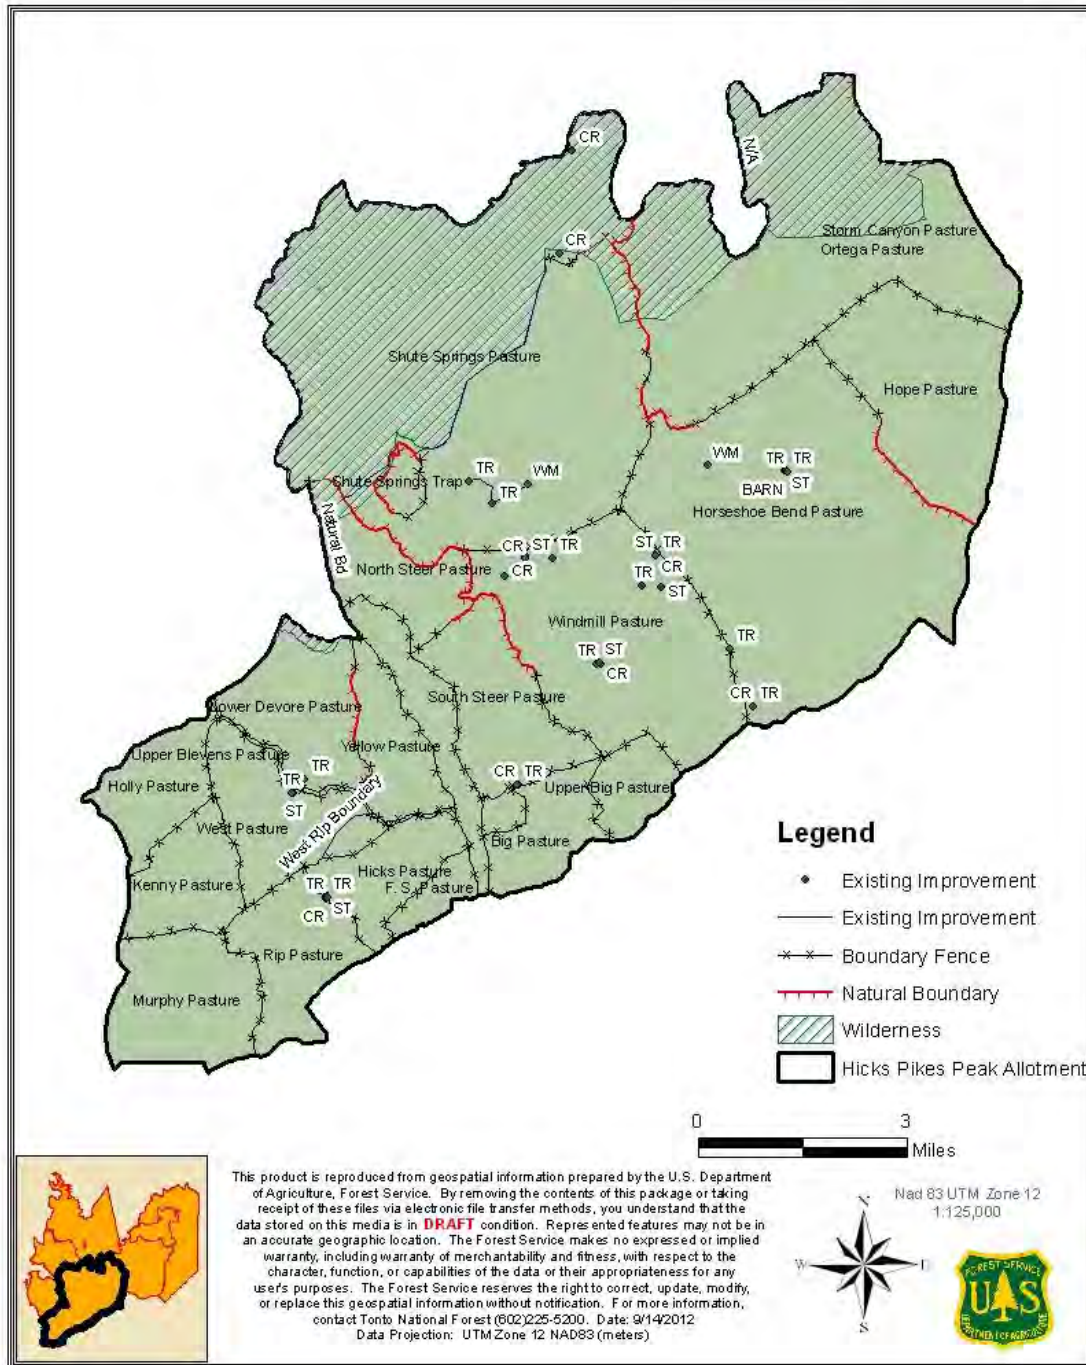 CR
N/A
CR
Storm Canyon Pasture
Ortega Pasture
Shute Springs Pasture
Hope Pasture
WM
TR TR
BARN
ST
TR
WM
Shute Springs Trap
TR
Horseshoe Bend Pasture
Natural Bd
CR ST TR
ST TR
North Steer Pasture
CR
CR
TR
ST
Windmill Pasture
TR ST
CR
TR
South Steer Pasture
CR TR
Lower Devore Pasture
Yellow Pasture
Upper Blevens Pasture
TR
TR
ST
CR TR
Holly Pasture
Upper Big Pasture
West Rip Boundary
West Pasture
Big Pasture
Hicks Pasture
Kenny Pasture
F. S. Pasture
TR TR
ST
CR
Rip Pasture
Murphy Pasture
Legend
Existing Improvement
Existing Improvement
Boundary Fence
Natural Boundary
Wilderness
Hicks Pikes Peak Allotment
0 3
Miles
This product is reproduced from geospatial information prepared by the U.S. Department
of Agriculture, Forest Service. By removing the contents of this package or taking
receipt of these files via electronic file transfer methods, you understand that the
data stored on this media is in DRAFT condition. Represented features may not be in
an accurate geographic location. The Forest Service makes no expressed or implied
warranty, including warranty of merchantability and fitness, with respect to the
character, function, or capabilities of the data or their appropriateness for any
user's purposes. The Forest Service reserves the right to correct, update, modify,
or replace this geospatial information without notification. For more information,
contact Tonto National Forest (602)225-5200. Date: 9/14/2012
Data Projection: UTM Zone 12 NAD83 (meters)
N
W
S
Nad 83 UTM Zone 12
1:125,000
FOREST SERVICE
U S
DEPARTMENT OF AGRICULTURE